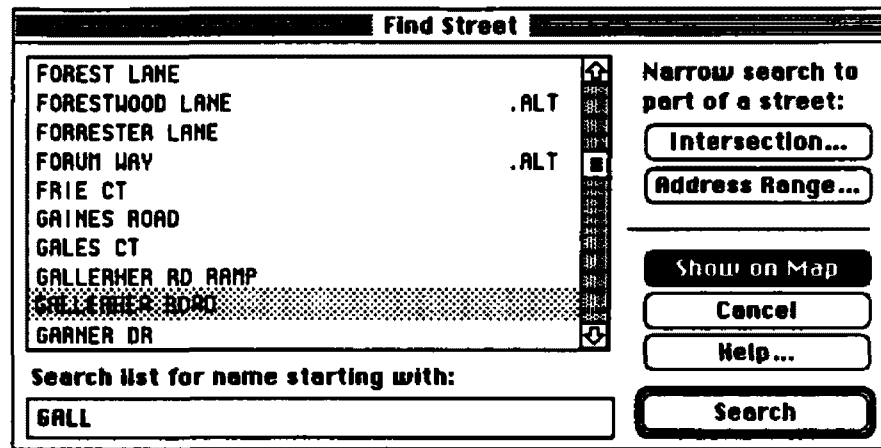 Find Street
FOREST LANE
FORESTWOOD LANE .ALT
FORRESTER LANE
FORUM WAY .ALT
FRIE CT
GAINES ROAD
GALES CT
GALLERHER RD RAMP
GALLERHER ROAD
GARNER DR
Search list for name starting with:
GALL
Narrow search to
part of a street:
Intersection...
Address Range...
Show on Map
Cancel
Help...
Search